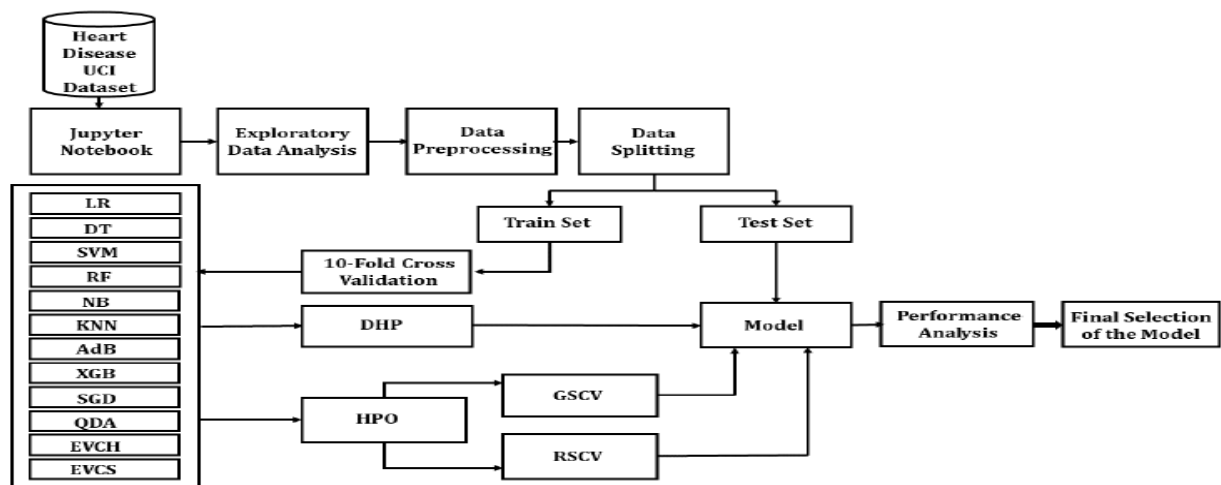 Heart
Disease
UCI
Dataset
Jupyter
Notebook
Exploratory
Data Analysis
Data
Preprocessing
Data
Splitting
Train Set
Test Set
10-Fold Cross
Validation
LR
DT
SVM
RF
NB
KNN
AdB
XGB
SGD
QDA
EVCH
EVCS
DHP
HPO
GSCV
RSCV
Model
Performance
Analysis
Final Selection
of the Model